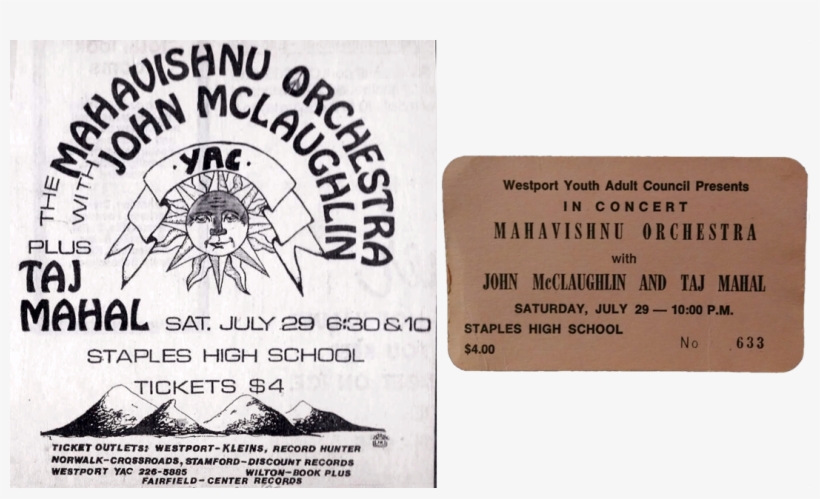 THE MAHAVISHNU ORCHESTRA
WITH JOHN MCLAUGHLIN
·YAC·
PLUS
TAJ
MAHAL SAT. JULY 29 6:30 & 10
STAPLES HIGH SCHOOL
TICKETS $4
TICKET OUTLETS: WESTPORT-KLEINS, RECORD HUNTER
NORWALK-CROSSROADS, STAMFORD-DISCOUNT RECORDS
WESTPORT YAC 226-5885 WILTON-BOOK PLUS
FAIRFIELD-CENTER RECORDS
Westport Youth Adult Council Presents
IN CONCERT
MAHAVISHNU ORCHESTRA
with
JOHN McCLAUGHLIN AND TAJ MAHAL
SATURDAY, JULY 29 — 10:00 P.M.
STAPLES HIGH SCHOOL
$4.00 No 633